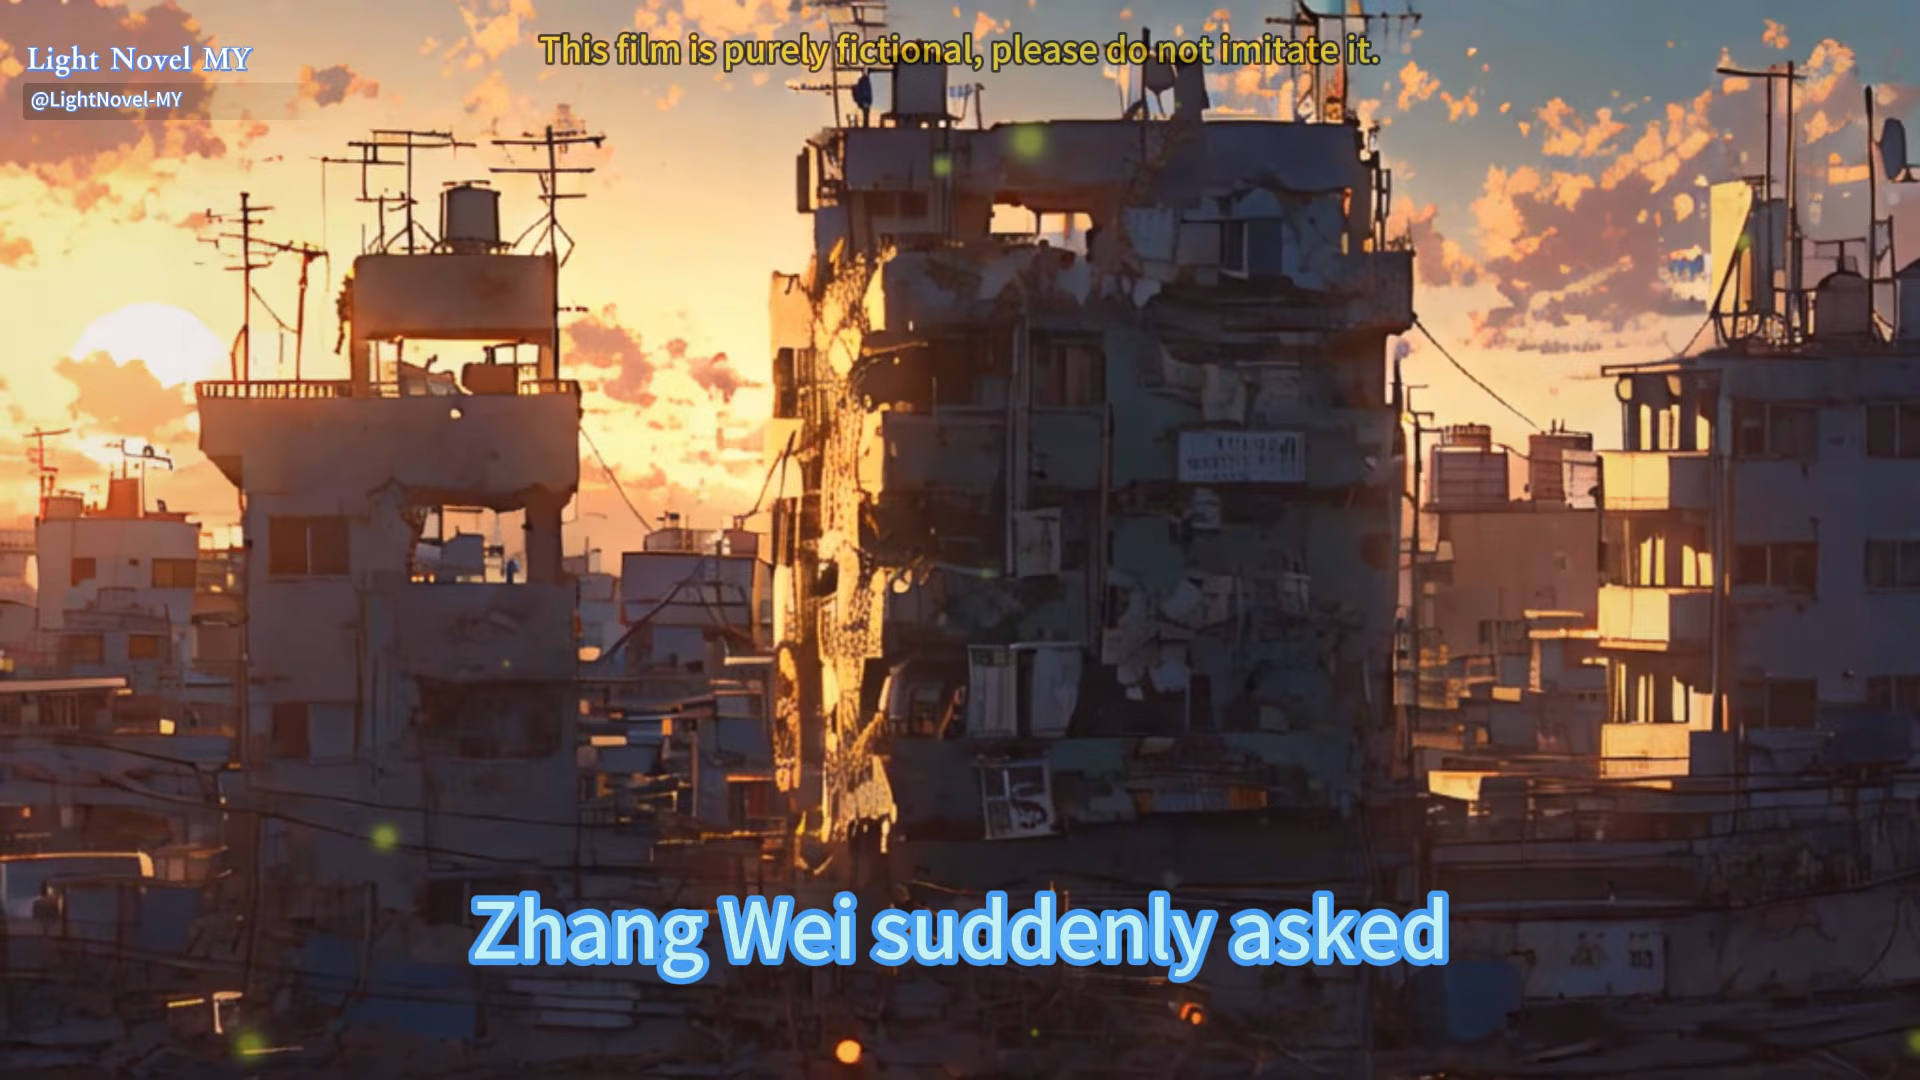 Light Novel MY
@LightNovel-MY
This film is purely fictional, please do not imitate it.
Zhang Wei suddenly asked